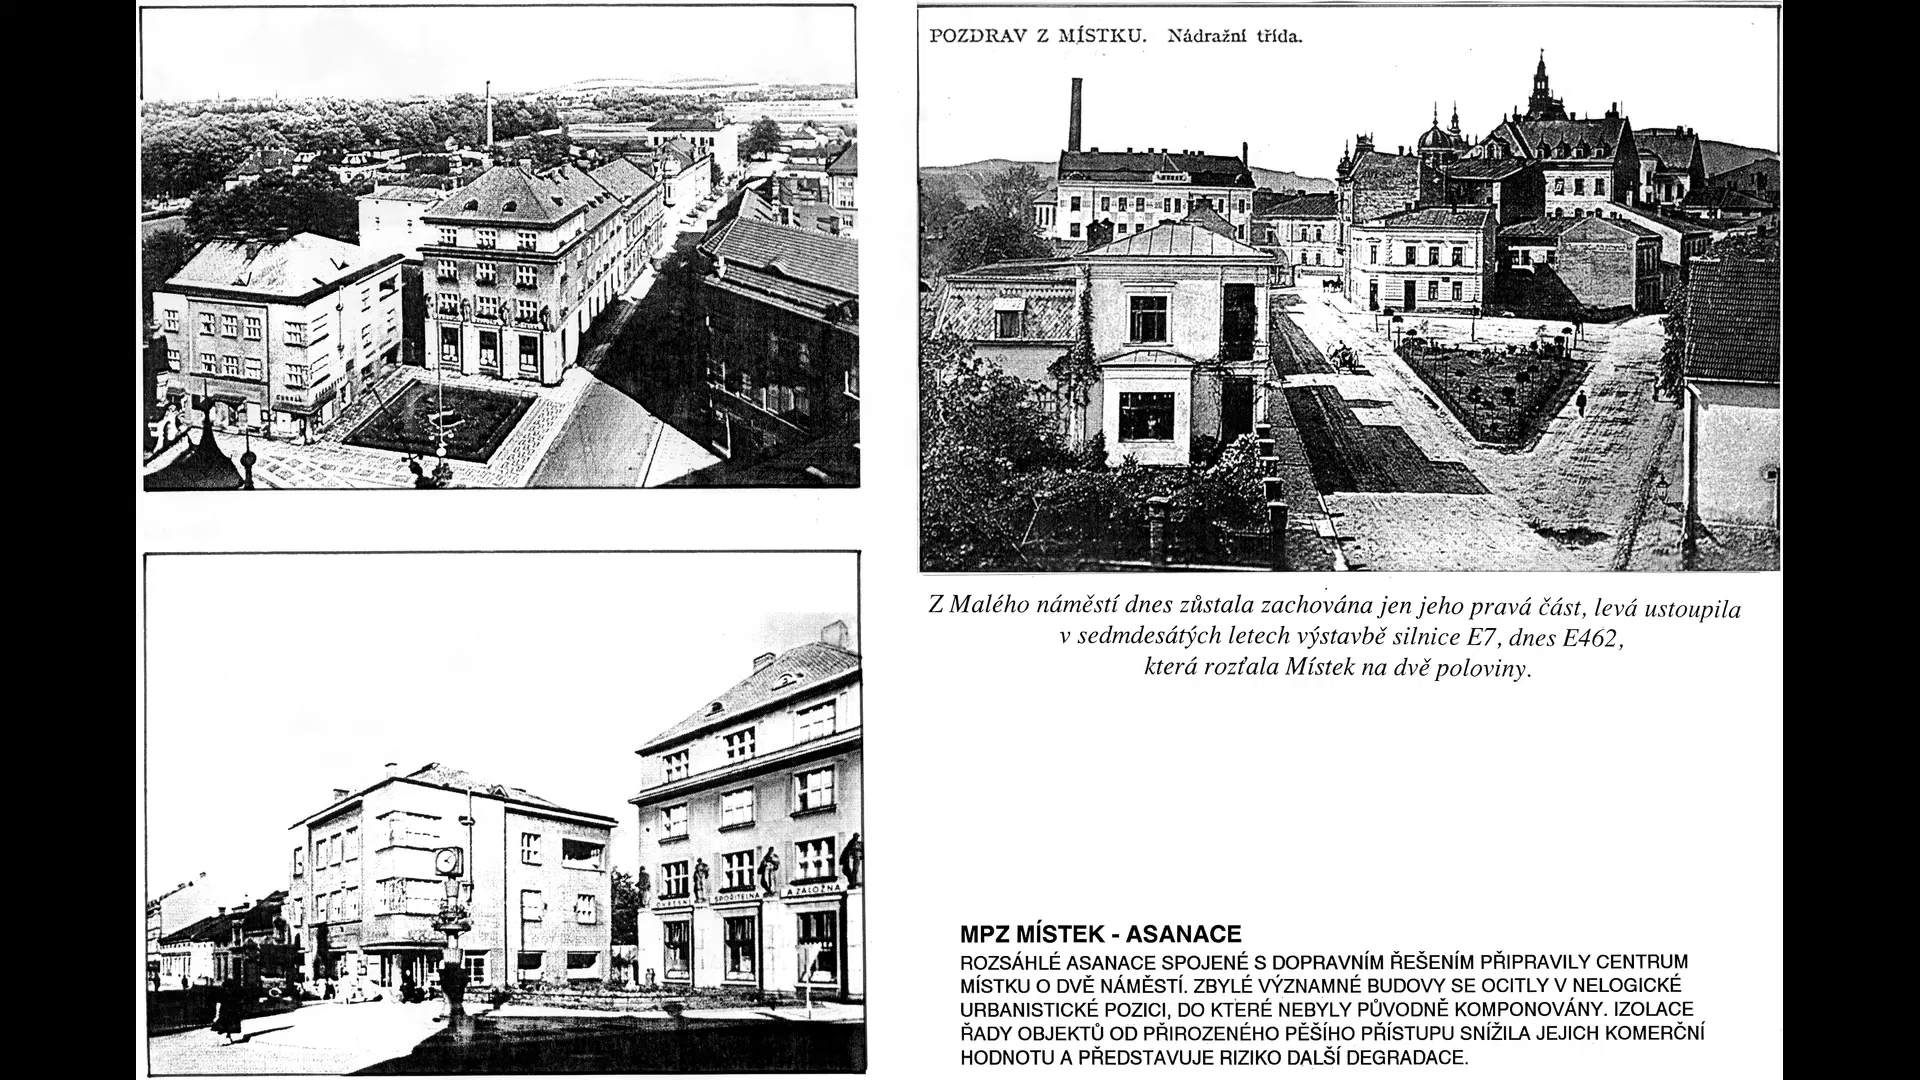 POZDRAV Z MÍSTKU. Nádražní třída.
Z Malého náměstí dnes zůstala zachována jen jeho pravá část, levá ustoupila
v sedmdesátých letech výstavbě silnice E7, dnes E462,
která rozťala Místek na dvě poloviny.
OKRESNÍ SPOŘITELNA A ZÁLOŽNA
MPZ MÍSTEK - ASANACE
ROZSÁHLÉ ASANACE SPOJENÉ S DOPRAVNÍM ŘEŠENÍM PŘIPRAVILY CENTRUM
MÍSTKU O DVĚ NÁMĚSTÍ. ZBYLÉ VÝZNAMNÉ BUDOVY SE OCITLY V NELOGICKÉ
URBANISTICKÉ POZICI, DO KTERÉ NEBYLY PŮVODNĚ KOMPONOVÁNY. IZOLACE
ŘADY OBJEKTŮ OD PŘIROZENÉHO PĚŠÍHO PŘÍSTUPU SNÍŽILA JEJICH KOMERČNÍ
HODNOTU A PŘEDSTAVUJE RIZIKO DALŠÍ DEGRADACE.